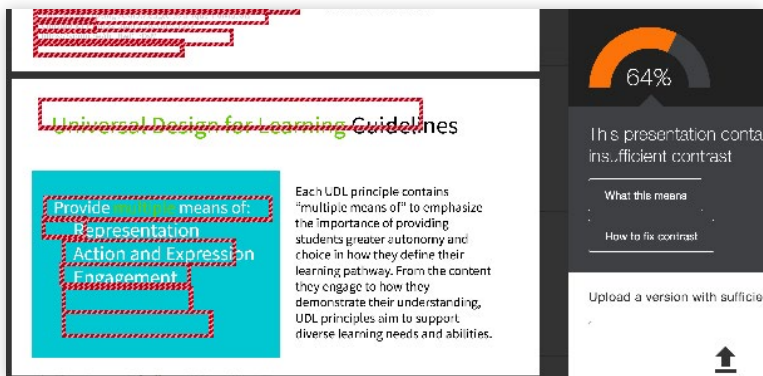 Universal Design for Learning Guidelines
Provide multiple means of:
Representation
Action and Expression
Engagement
Each UDL principle contains
“multiple means of” to emphasize
the importance of providing
students greater autonomy and
choice in how they define their
learning pathway. From the content
they engage to how they
demonstrate their understanding,
UDL principles aim to support
diverse learning needs and abilities.
64%
This presentation conta
insufficient contrast
What this means
How to fix contrast
Upload a version with sufficie